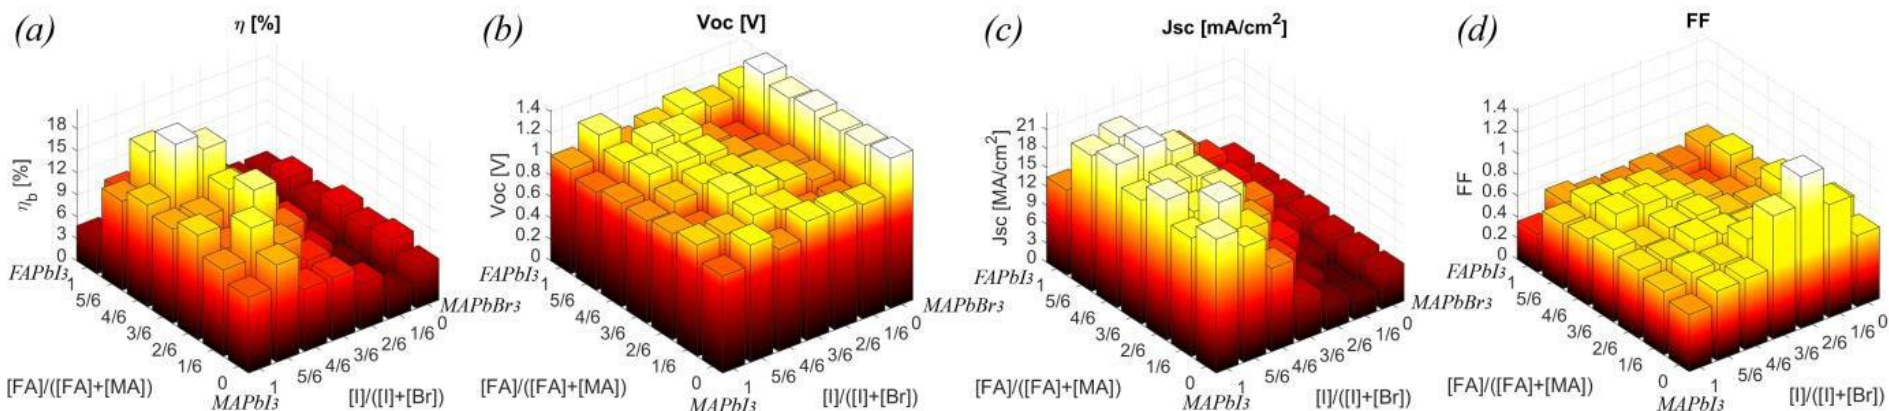 (a)
η [%]
18
15
12
9
6
3
0
η_b [%]
FAPbI₃
1
5/6
4/6
3/6
2/6
1/6
0
[FA]/([FA]+[MA])
MAPbI₃
1
5/6
4/6
3/6
2/6
1/6
0
[I]/([I]+[Br])
MAPbBr₃
(b)
Voc [V]
1.4
1.2
1
0.8
0.6
0.4
0.2
0
Voc [V]
FAPbI₃
1
5/6
4/6
3/6
2/6
1/6
0
[FA]/([FA]+[MA])
MAPbI₃
1
5/6
4/6
3/6
2/6
1/6
0
[I]/([I]+[Br])
MAPbBr₃
(c)
Jsc [mA/cm²]
21
18
15
12
9
6
3
0
Jsc [MA/cm²]
FAPbI₃
1
5/6
4/6
3/6
2/6
1/6
0
[FA]/([FA]+[MA])
MAPbI₃
1
5/6
4/6
3/6
2/6
1/6
0
[I]/([I]+[Br])
MAPbBr₃
(d)
FF
1.4
1.2
1
0.8
0.6
0.4
0.2
0
FF
FAPbI₃
1
5/6
4/6
3/6
2/6
1/6
0
[FA]/([FA]+[MA])
MAPbI₃
1
5/6
4/6
3/6
2/6
1/6
0
[I]/([I]+[Br])